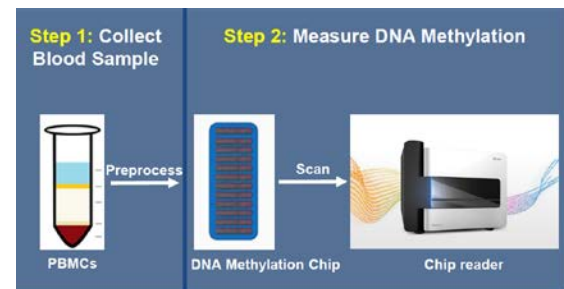 Step 1: Collect
Blood Sample
Step 2: Measure DNA Methylation
Preprocess
Scan
PBMCs
DNA Methylation Chip
Chip reader